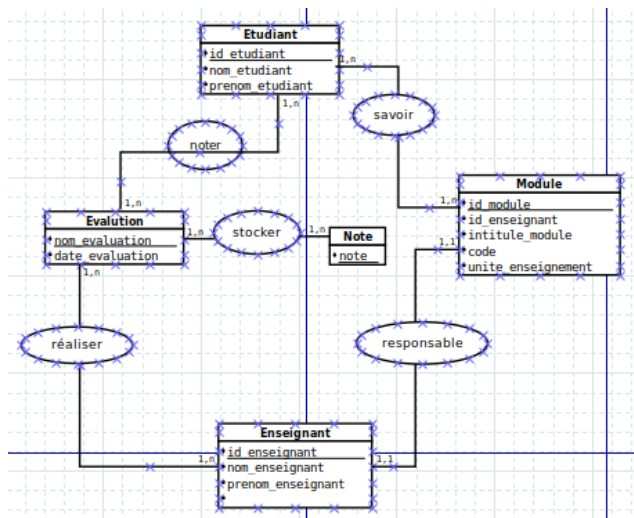 Etudiant
id_etudiant
nom_etudiant
prenom_etudiant
1,n
1,n
savoir
noter
1,n
1,n
Module
id_module
id_enseignant
intitule_module
code
unite_enseignement
1,1
Evalution
nom_evaluation
date_evaluation
1,n
1,n
stocker
1,n
Note
note
réaliser
responsable
Enseignant
id_enseignant
nom_enseignant
prenom_enseignant
1,n
1,1